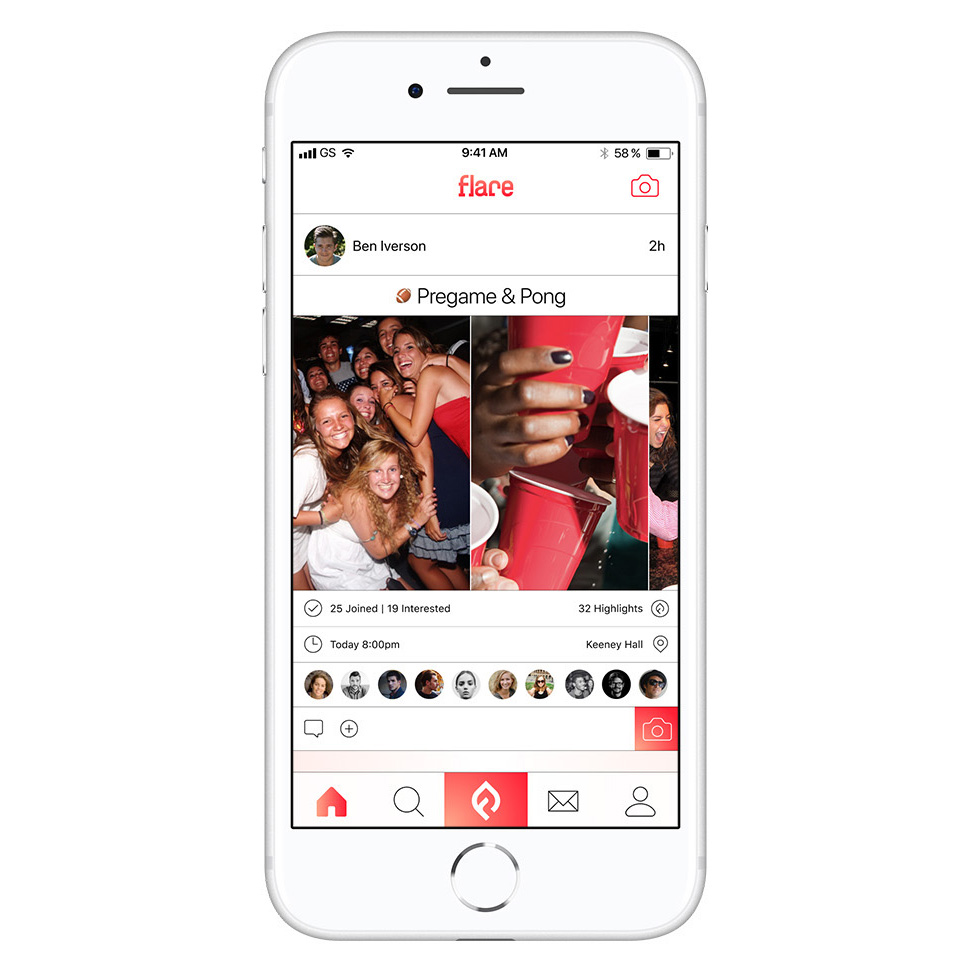 GS 9:41 AM 58 %
flare
Ben Iverson 2h
🏈 Pregame & Pong
25 Joined | 19 Interested 32 Highlights
Today 8:00pm Keeney Hall